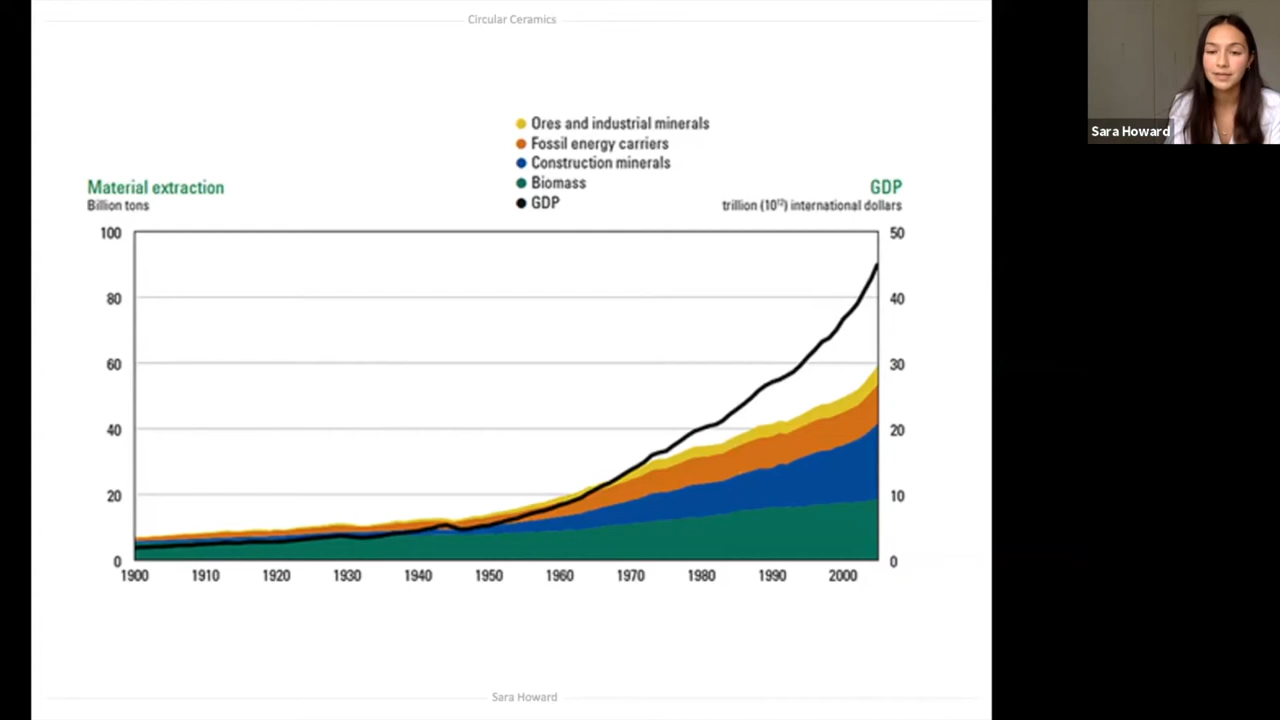 Circular Ceramics
Sara Howard
Ores and industrial minerals
Fossil energy carriers
Construction minerals
Biomass
GDP
Material extraction
Billion tons
GDP
trillion (10¹²) international dollars
100
80
60
40
20
0
50
40
30
20
10
0
1900 1910 1920 1930 1940 1950 1960 1970 1980 1990 2000
Sara Howard